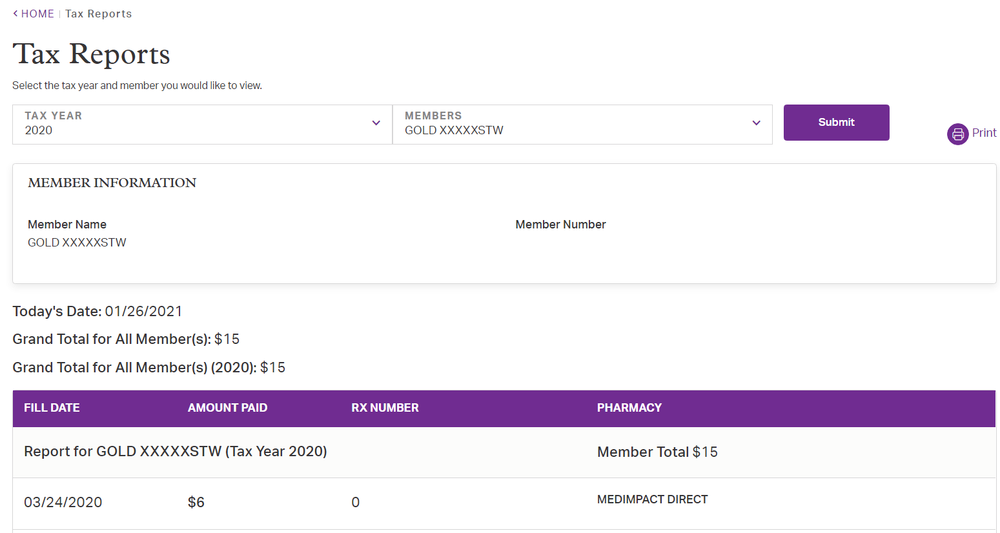 HOME | Tax Reports
Tax Reports
Select the tax year and member you would like to view.
TAX YEAR
2020
MEMBERS
GOLD XXXXXSTW
Submit
Print
MEMBER INFORMATION
Member Name
GOLD XXXXXSTW
Member Number
Today's Date: 01/26/2021
Grand Total for All Member(s): $15
Grand Total for All Member(s) (2020): $15
FILL DATE AMOUNT PAID RX NUMBER PHARMACY
Report for GOLD XXXXXSTW (Tax Year 2020) Member Total $15
03/24/2020 $6 0 MEDIMPACT DIRECT